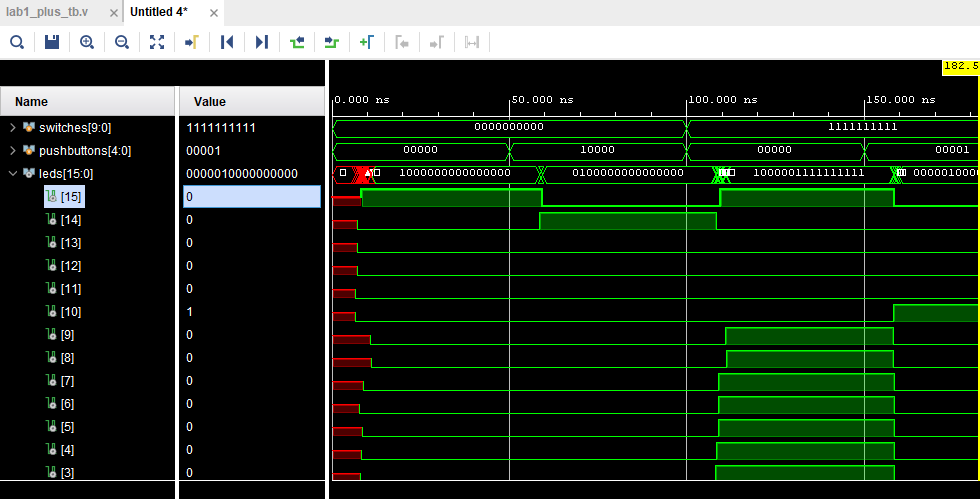 lab1_plus_tb.v × Untitled 4* ×
182.5
Name Value
0.000 ns 50.000 ns 100.000 ns 150.000 ns
switches[9:0] 1111111111 0000000000 1111111111
pushbuttons[4:0] 00001 00000 10000 00000 00001
leds[15:0] 0000010000000000 1000000000000000 0100000000000000 1000001111111111 000001000
[15] 0
[14] 0
[13] 0
[12] 0
[11] 0
[10] 1
[9] 0
[8] 0
[7] 0
[6] 0
[5] 0
[4] 0
[3] 0